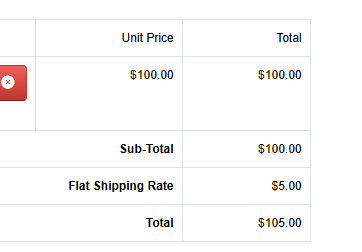 Unit Price Total
$100.00 $100.00
Sub-Total $100.00
Flat Shipping Rate $5.00
Total $105.00